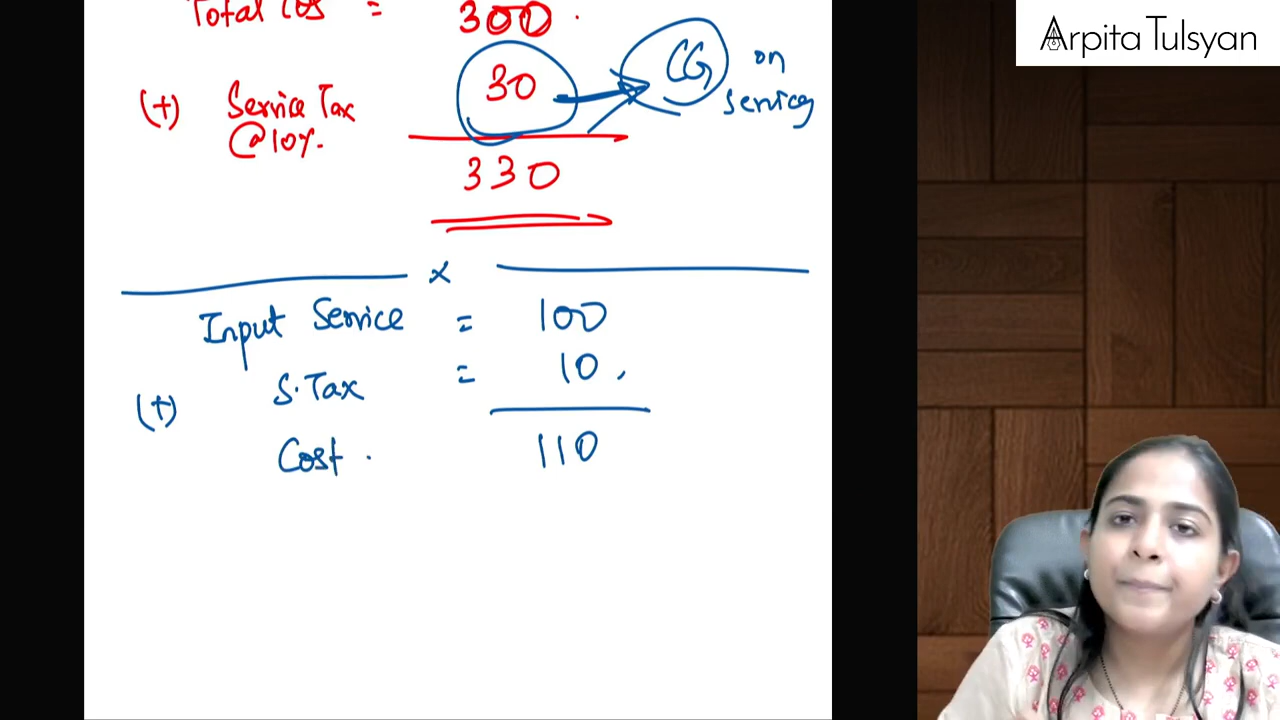 Arpita Tulsyan
Total Cos = 300.
30 CG on services
(+) Service Tax
@10%.
330
x
Input Service = 100
(+) S.Tax = 10,
Cost. 110